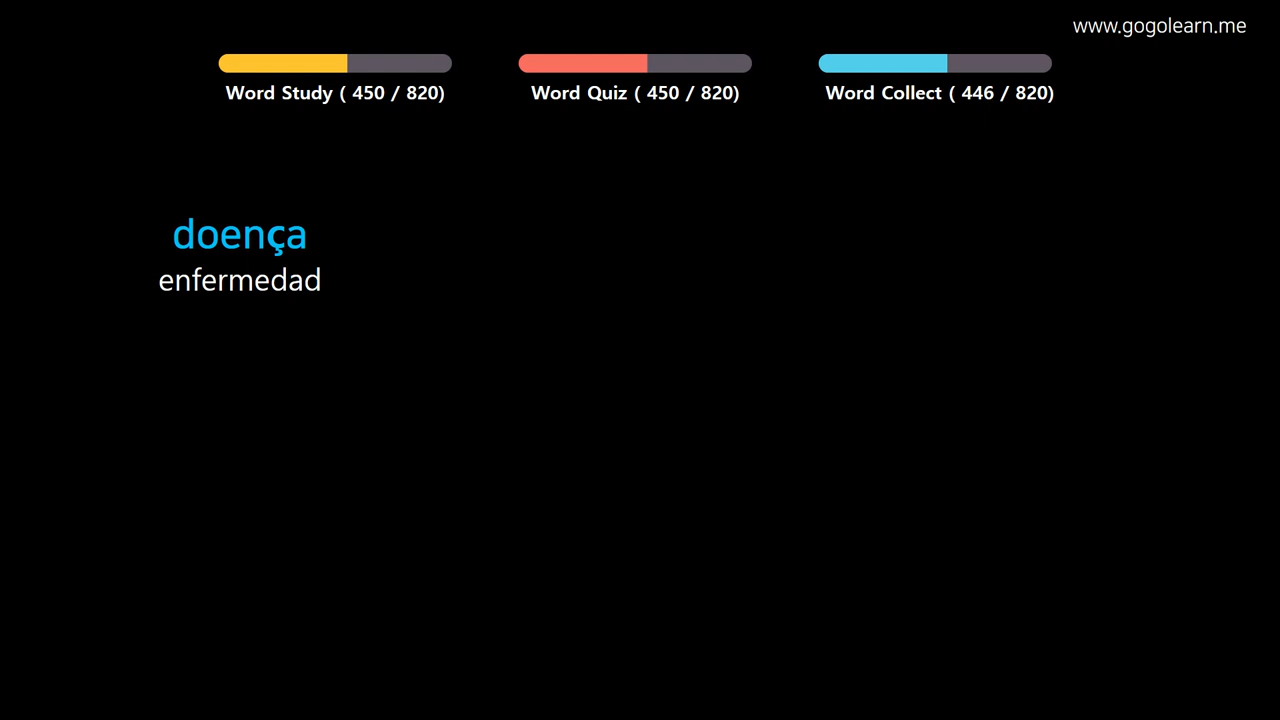 www.gogolearn.me
Word Study ( 450 / 820)
Word Quiz ( 450 / 820)
Word Collect ( 446 / 820)
doença
enfermedad